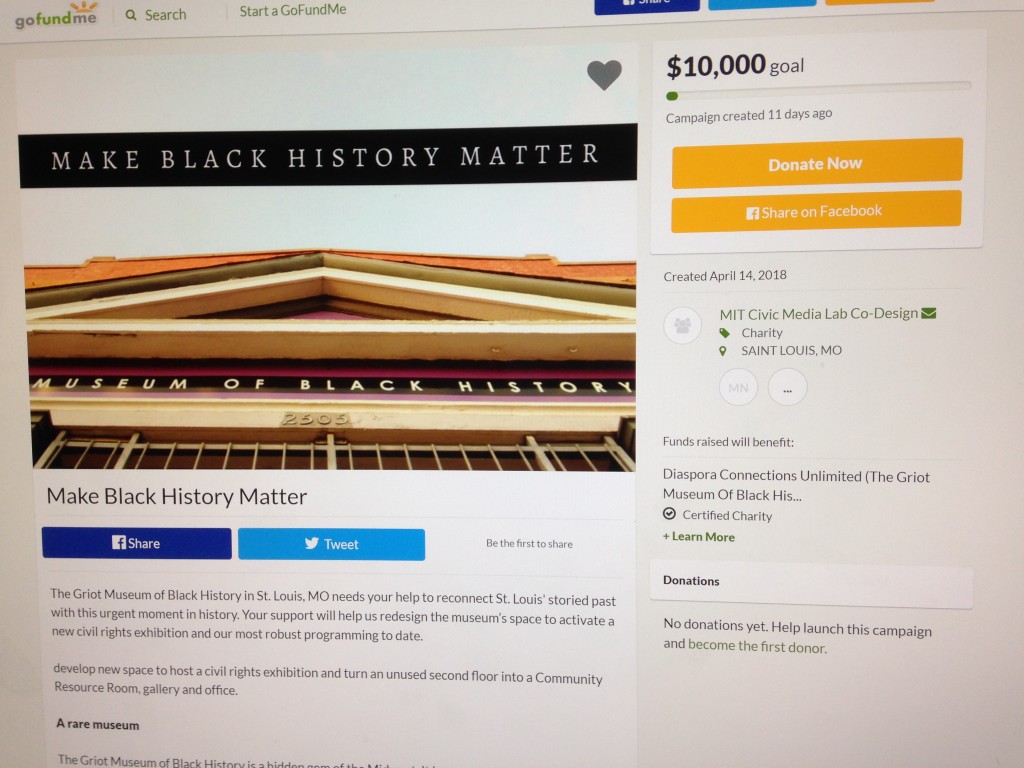 gofundme
Search
Start a GoFundMe
Share
MAKE BLACK HISTORY MATTER
MUSEUM OF BLACK HISTORY
2505
Make Black History Matter
Share
Tweet
Be the first to share
The Griot Museum of Black History in St. Louis, MO needs your help to reconnect St. Louis' storied past
with this urgent moment in history. Your support will help us redesign the museum's space to activate a
new civil rights exhibition and our most robust programming to date.
develop new space to host a civil rights exhibition and turn an unused second floor into a Community
Resource Room, gallery and office.
A rare museum
The Griot Museum of Black History is a hidden gem of the
$10,000 goal
Campaign created 11 days ago
Donate Now
Share on Facebook
Created April 14, 2018
MIT Civic Media Lab Co-Design
Charity
SAINT LOUIS, MO
MN
...
Funds raised will benefit:
Diaspora Connections Unlimited (The Griot
Museum Of Black His...
Certified Charity
+ Learn More
Donations
No donations yet. Help launch this campaign
and become the first donor.